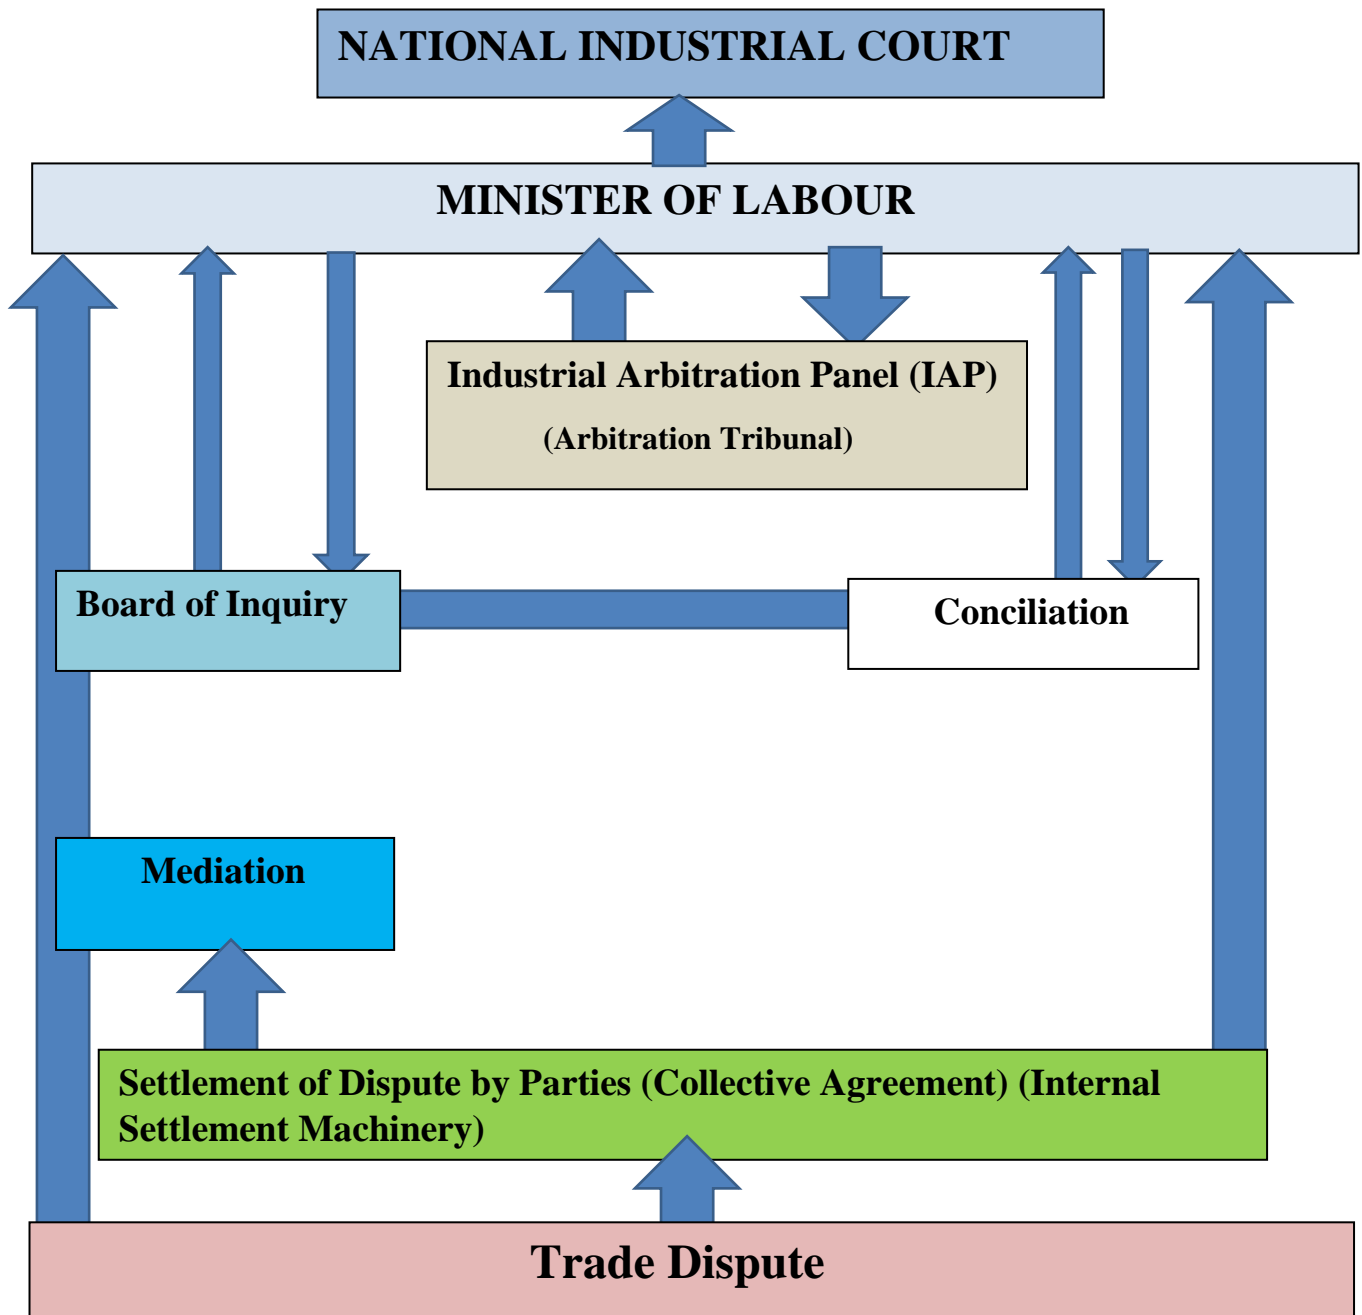 NATIONAL INDUSTRIAL COURT
MINISTER OF LABOUR
Industrial Arbitration Panel (IAP)
(Arbitration Tribunal)
Board of Inquiry
Conciliation
Mediation
Settlement of Dispute by Parties (Collective Agreement) (Internal
Settlement Machinery)
Trade Dispute